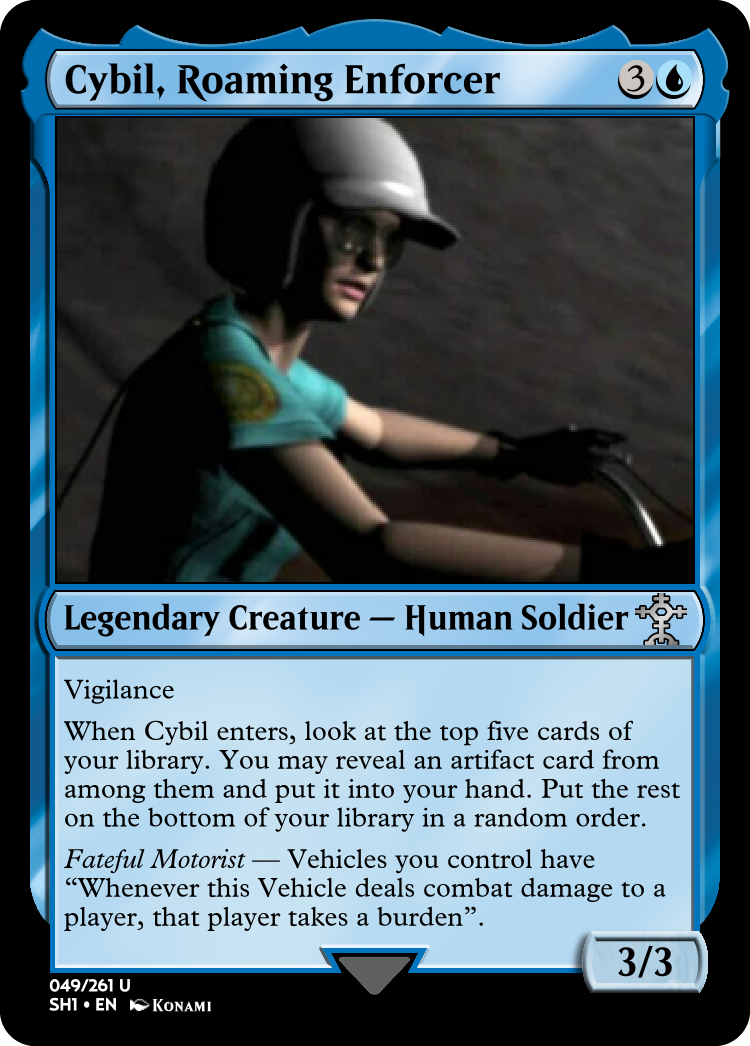 Cybil, Roaming Enforcer 3
Legendary Creature — Human Soldier
Vigilance
When Cybil enters, look at the top five cards of
your library. You may reveal an artifact card from
among them and put it into your hand. Put the rest
on the bottom of your library in a random order.
Fateful Motorist — Vehicles you control have
“Whenever this Vehicle deals combat damage to a
player, that player takes a burden”.
3/3
049/261 U
SH1 • EN KONAMI